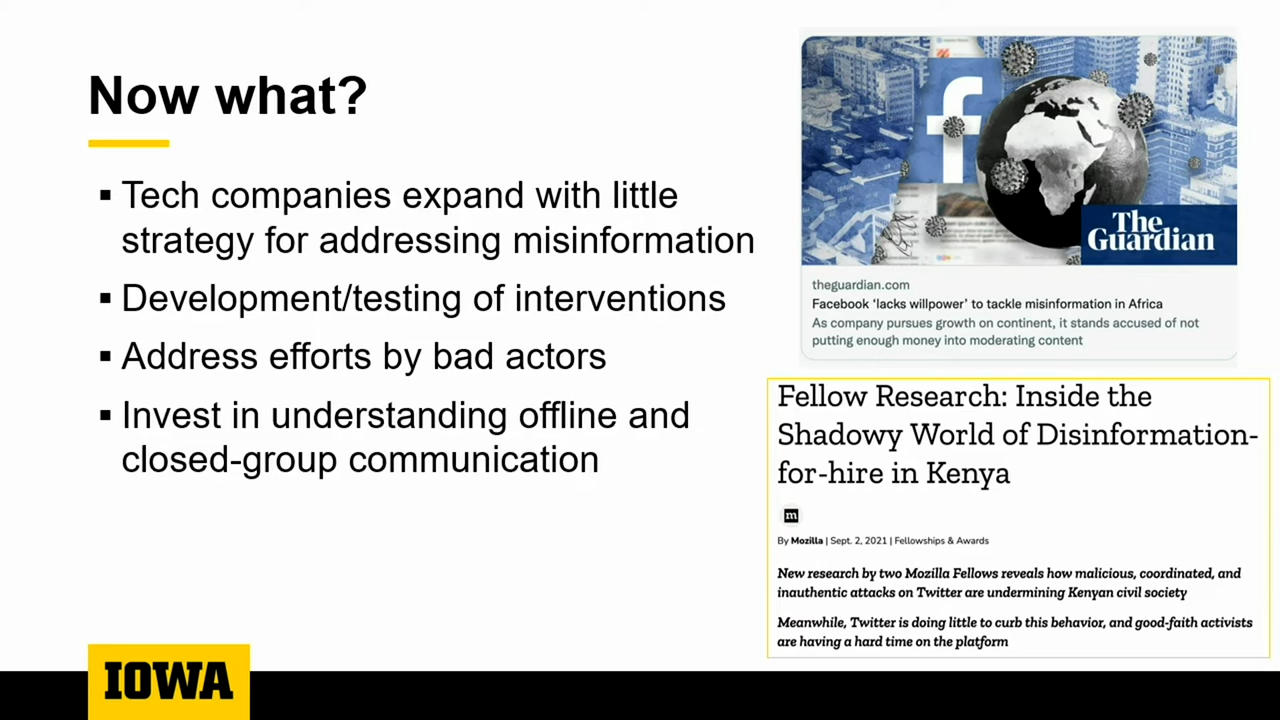 Now what?
▪ Tech companies expand with little
strategy for addressing misinformation
▪ Development/testing of interventions
▪ Address efforts by bad actors
▪ Invest in understanding offline and
closed-group communication
f
The
Guardian
theguardian.com
Facebook ‘lacks willpower’ to tackle misinformation in Africa
As company pursues growth on continent, it stands accused of not
putting enough money into moderating content
Fellow Research: Inside the
Shadowy World of Disinformation-
for-hire in Kenya
m
By Mozilla | Sept. 2, 2021 | Fellowships & Awards
New research by two Mozilla Fellows reveals how malicious, coordinated, and
inauthentic attacks on Twitter are undermining Kenyan civil society
Meanwhile, Twitter is doing little to curb this behavior, and good-faith activists
are having a hard time on the platform
IOWA